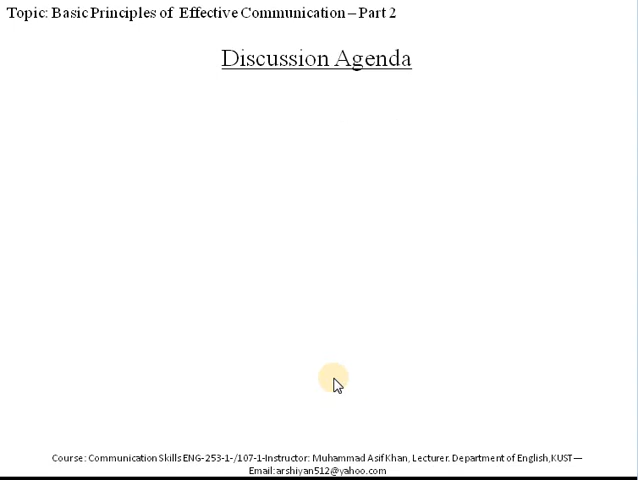 Topic: Basic Principles of Effective Communication – Part 2
Discussion Agenda
Course: Communication Skills ENG-253-1-/107-1-Instructor: Muhammad Asif Khan, Lecturer. Department of English,KUST—
Email:arshiyan512@yahoo.com